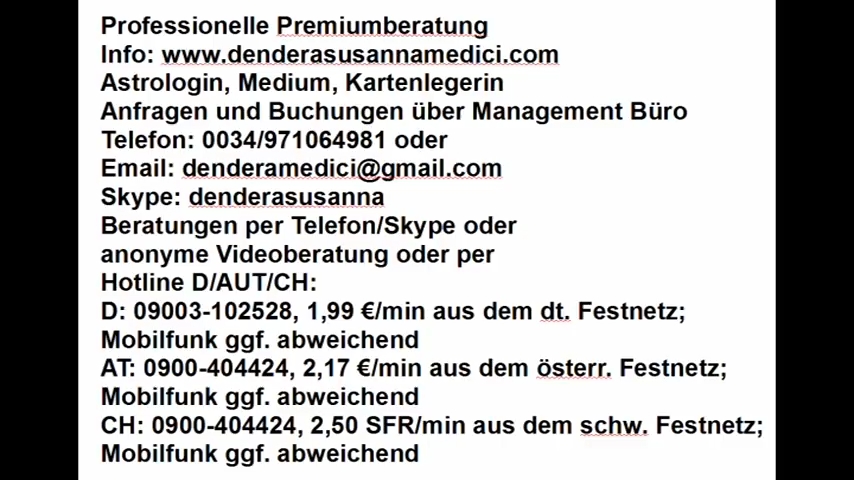 Professionelle Premiumberatung
Info: www.denderasusannamedici.com
Astrologin, Medium, Kartenlegerin
Anfragen und Buchungen über Management Büro
Telefon: 0034/971064981 oder
Email: denderamedici@gmail.com
Skype: denderasusanna
Beratungen per Telefon/Skype oder
anonyme Videoberatung oder per
Hotline D/AUT/CH:
D: 09003-102528, 1,99 €/min aus dem dt. Festnetz;
Mobilfunk ggf. abweichend
AT: 0900-404424, 2,17 €/min aus dem österr. Festnetz;
Mobilfunk ggf. abweichend
CH: 0900-404424, 2,50 SFR/min aus dem schw. Festnetz;
Mobilfunk ggf. abweichend